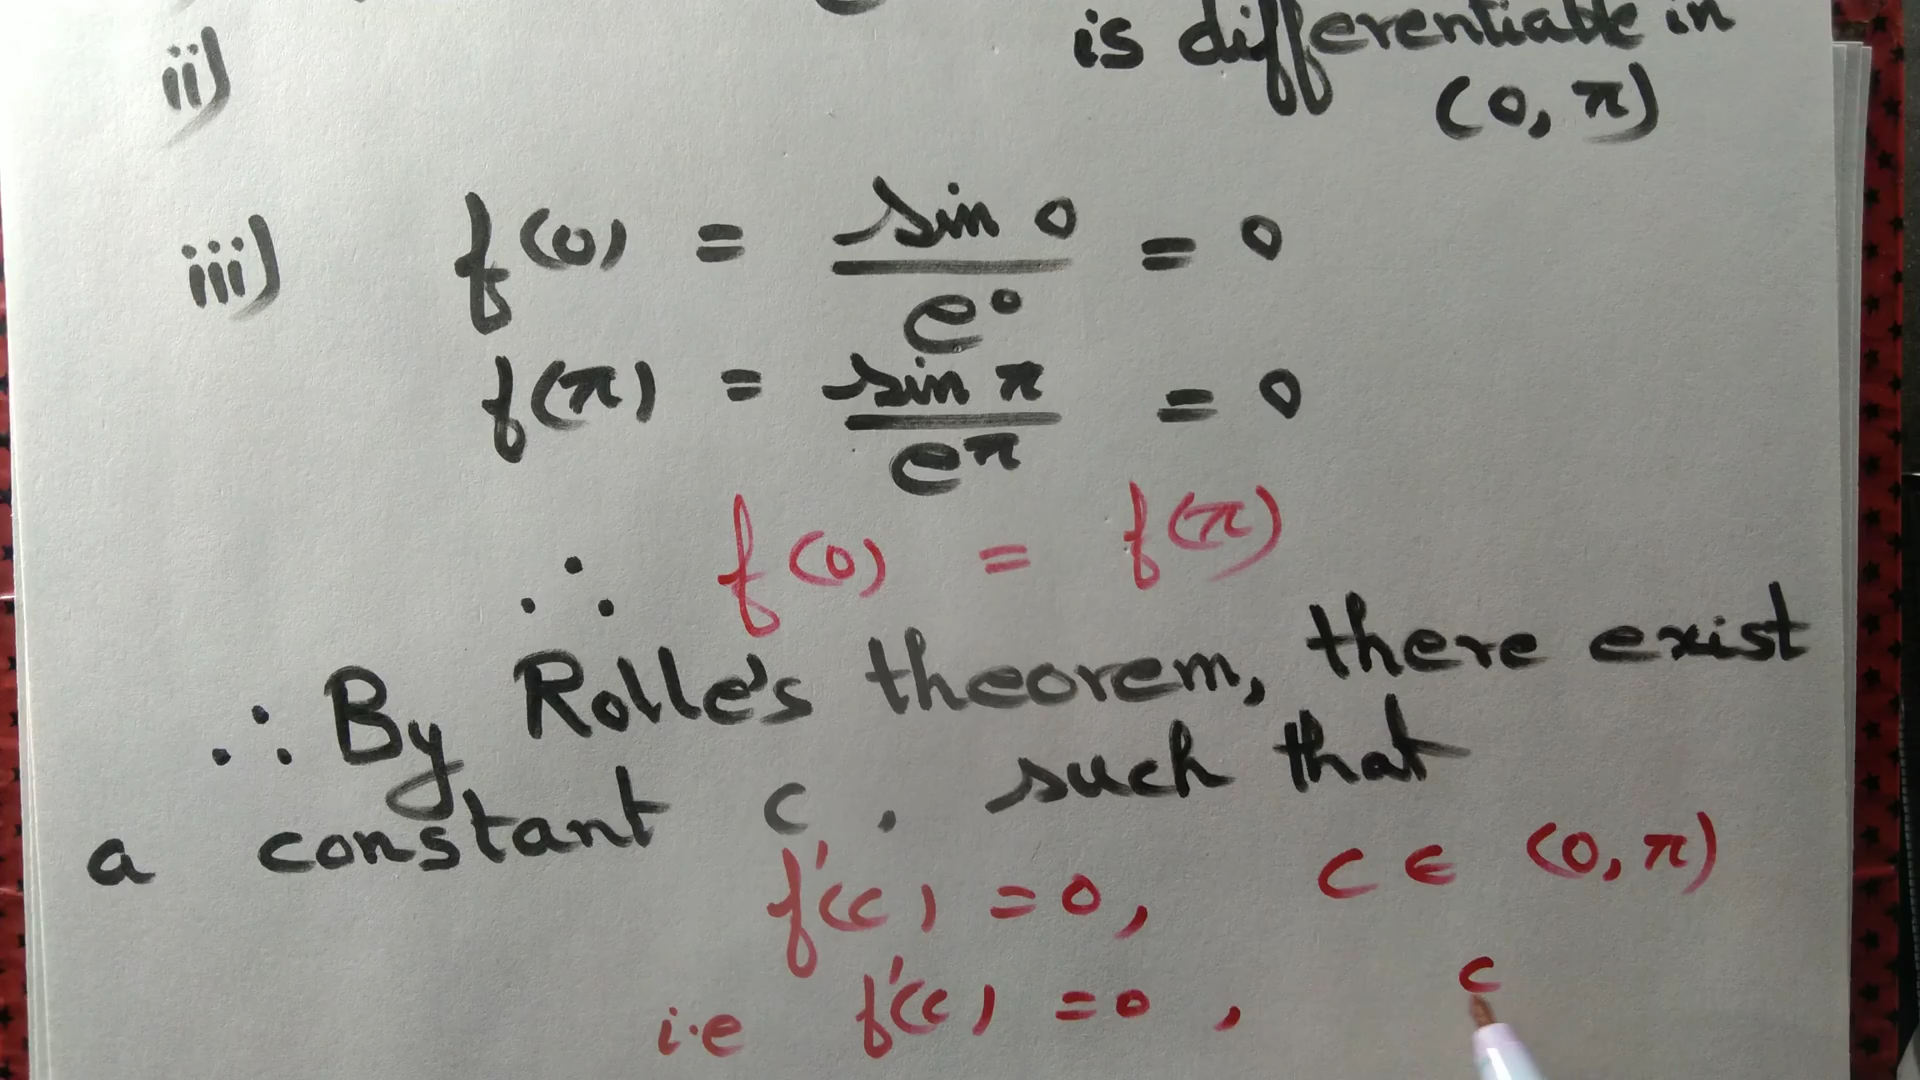 ii) is differentiable in
(0, π)
iii) f(0) = sin 0 / e⁰ = 0
f(π) = sin π / e^π = 0
∴ f(0) = f(π)
∴ By Rolle's theorem, there exist
a constant c, such that
f'(c) = 0, c ∈ (0, π)
i.e f'(c) = 0, c